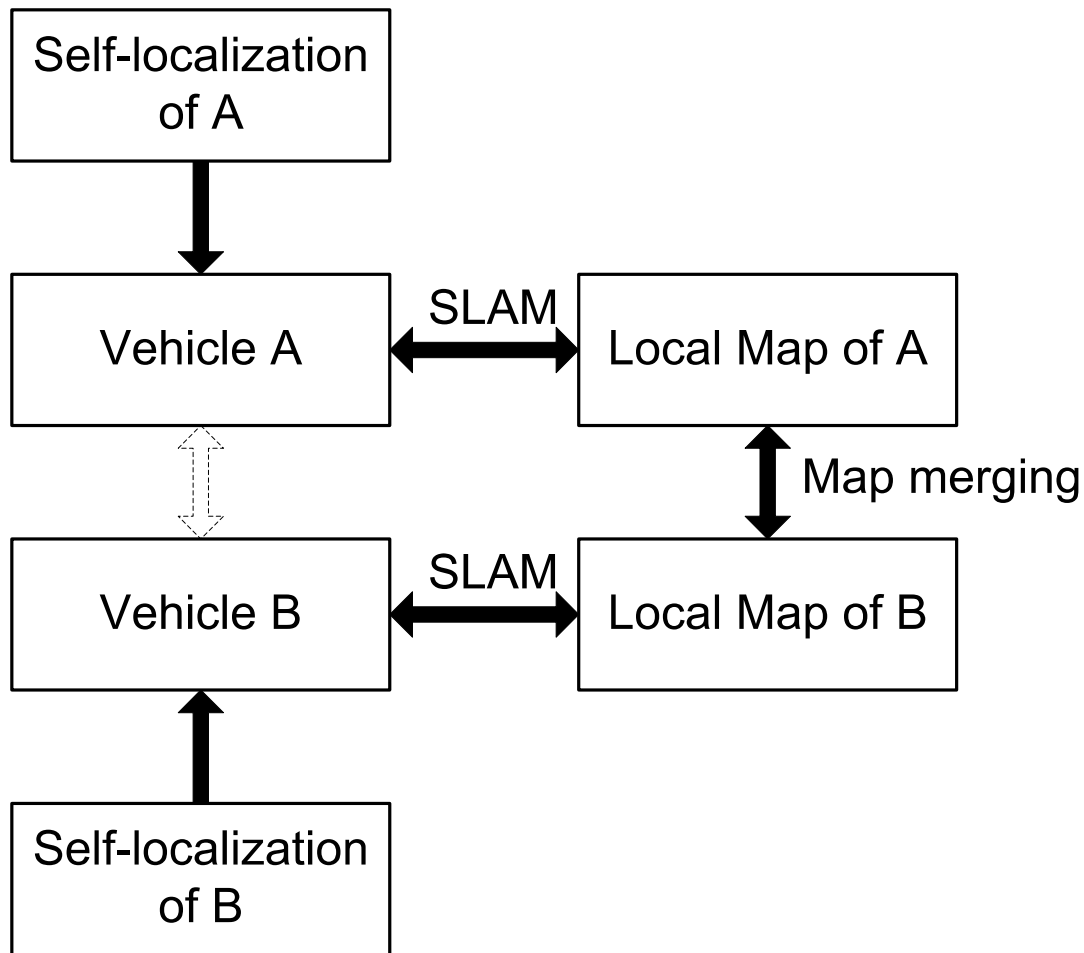 Self-localization
of A
SLAM
Vehicle A
Local Map of A
Map merging
SLAM
Vehicle B
Local Map of B
Self-localization
of B